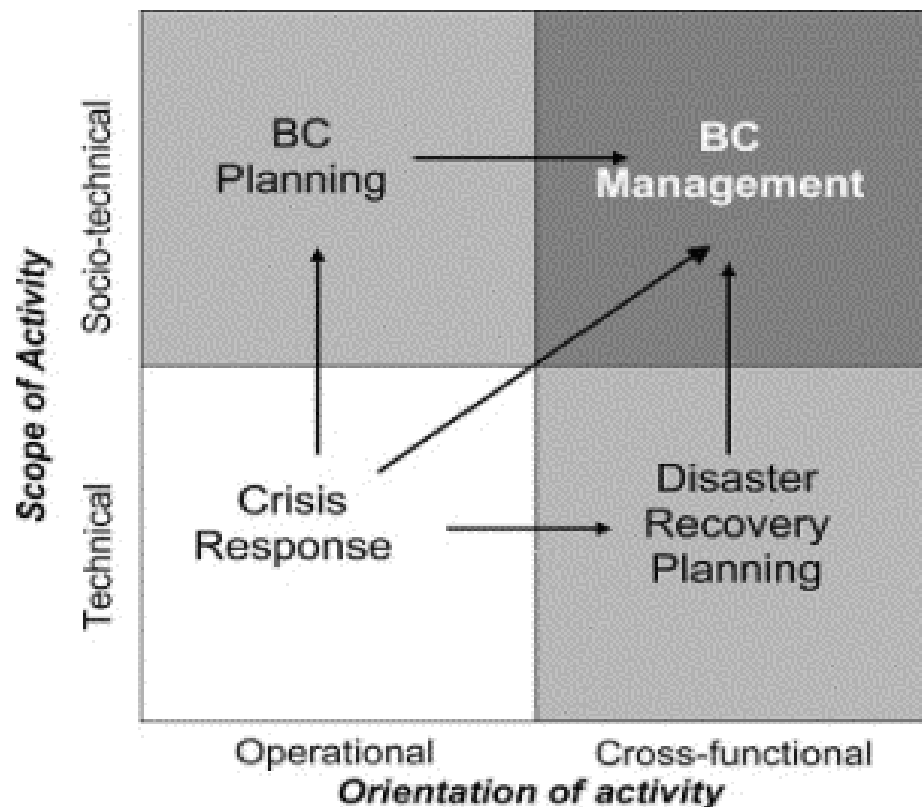 Scope of Activity
Socio-technical
Technical
BC
Planning
BC
Management
Crisis
Response
Disaster
Recovery
Planning
Operational
Cross-functional
Orientation of activity